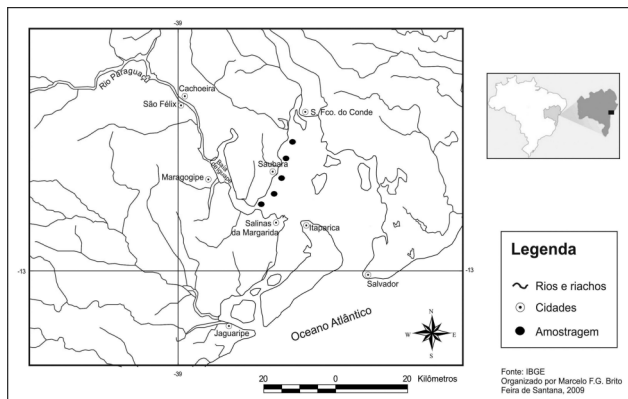 -39
Rio Paraguaçu
Cachoeira
São Félix
S. Fco. do Conde
Baía
Saubara
Maragogipe
Salinas
da Margarida
Itaparica
-13
-13
Salvador
Oceano Atlântico
Jaguaripe
N
W
E
S
-39
20
0
20
Kilômetros
Legenda
Rios e riachos
Cidades
Amostragem
Fonte: IBGE
Organizado por Marcelo F.G. Brito
Feira de Santana, 2009